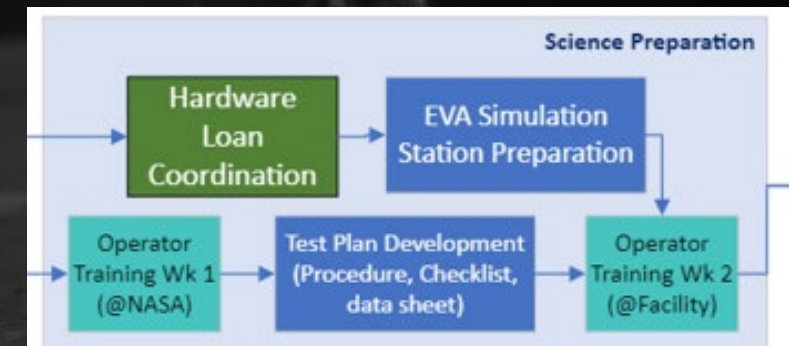 Science Preparation
Hardware
Loan
Coordination
EVA Simulation
Station Preparation
Operator
Training Wk 1
(@NASA)
Test Plan Development
(Procedure, Checklist,
data sheet)
Operator
Training Wk 2
(@Facility)